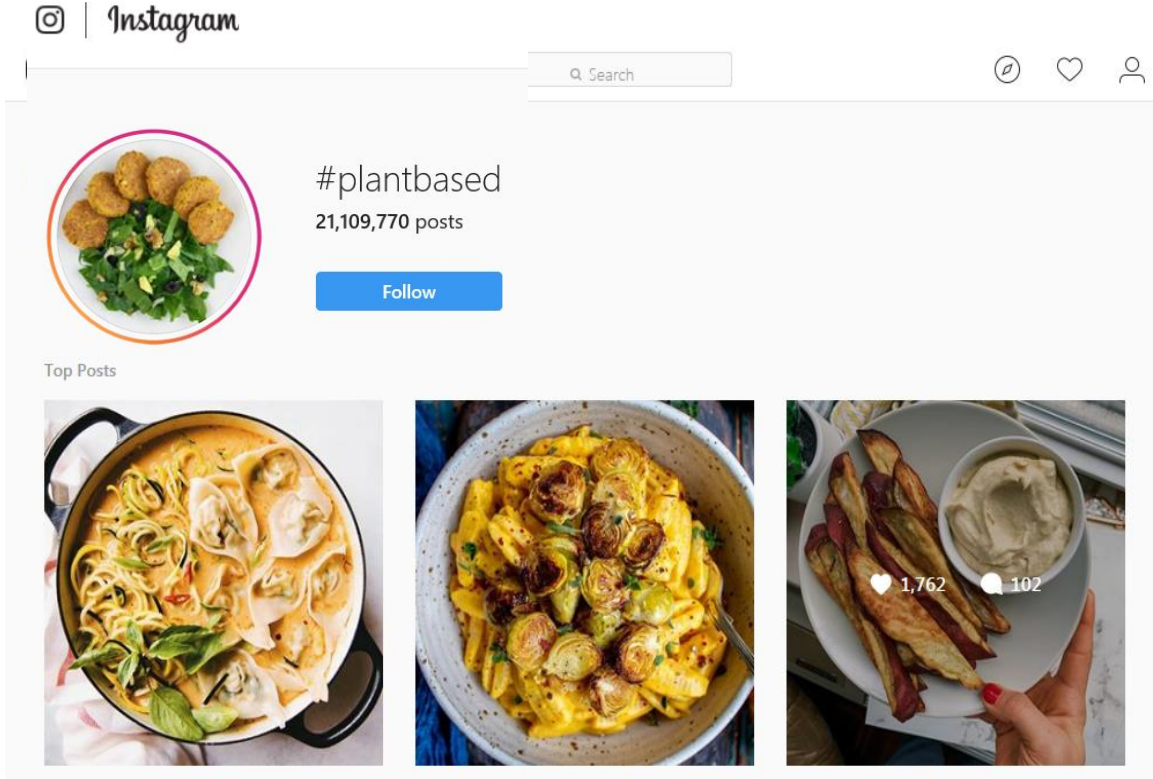 Instagram
Search
#plantbased
21,109,770 posts
Follow
Top Posts
1,762 102